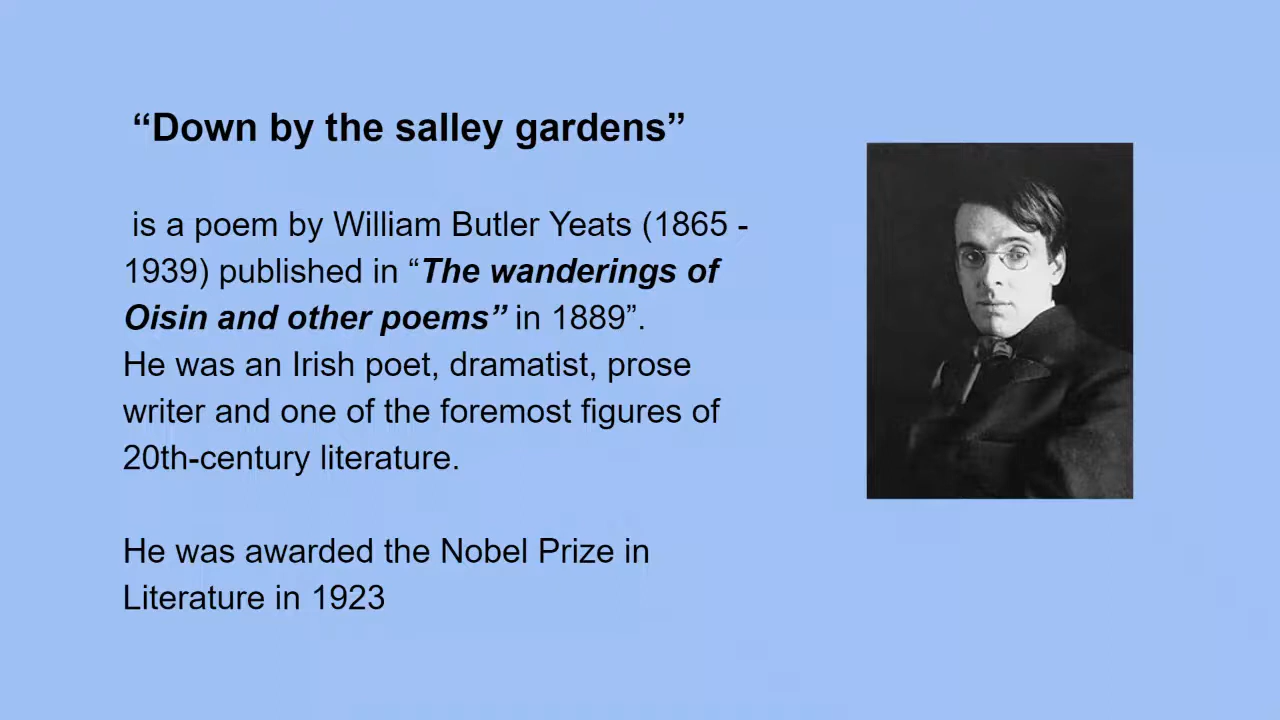 “Down by the salley gardens”
is a poem by William Butler Yeats (1865 -
1939) published in “The wanderings of
Oisin and other poems” in 1889”.
He was an Irish poet, dramatist, prose
writer and one of the foremost figures of
20th-century literature.
He was awarded the Nobel Prize in
Literature in 1923